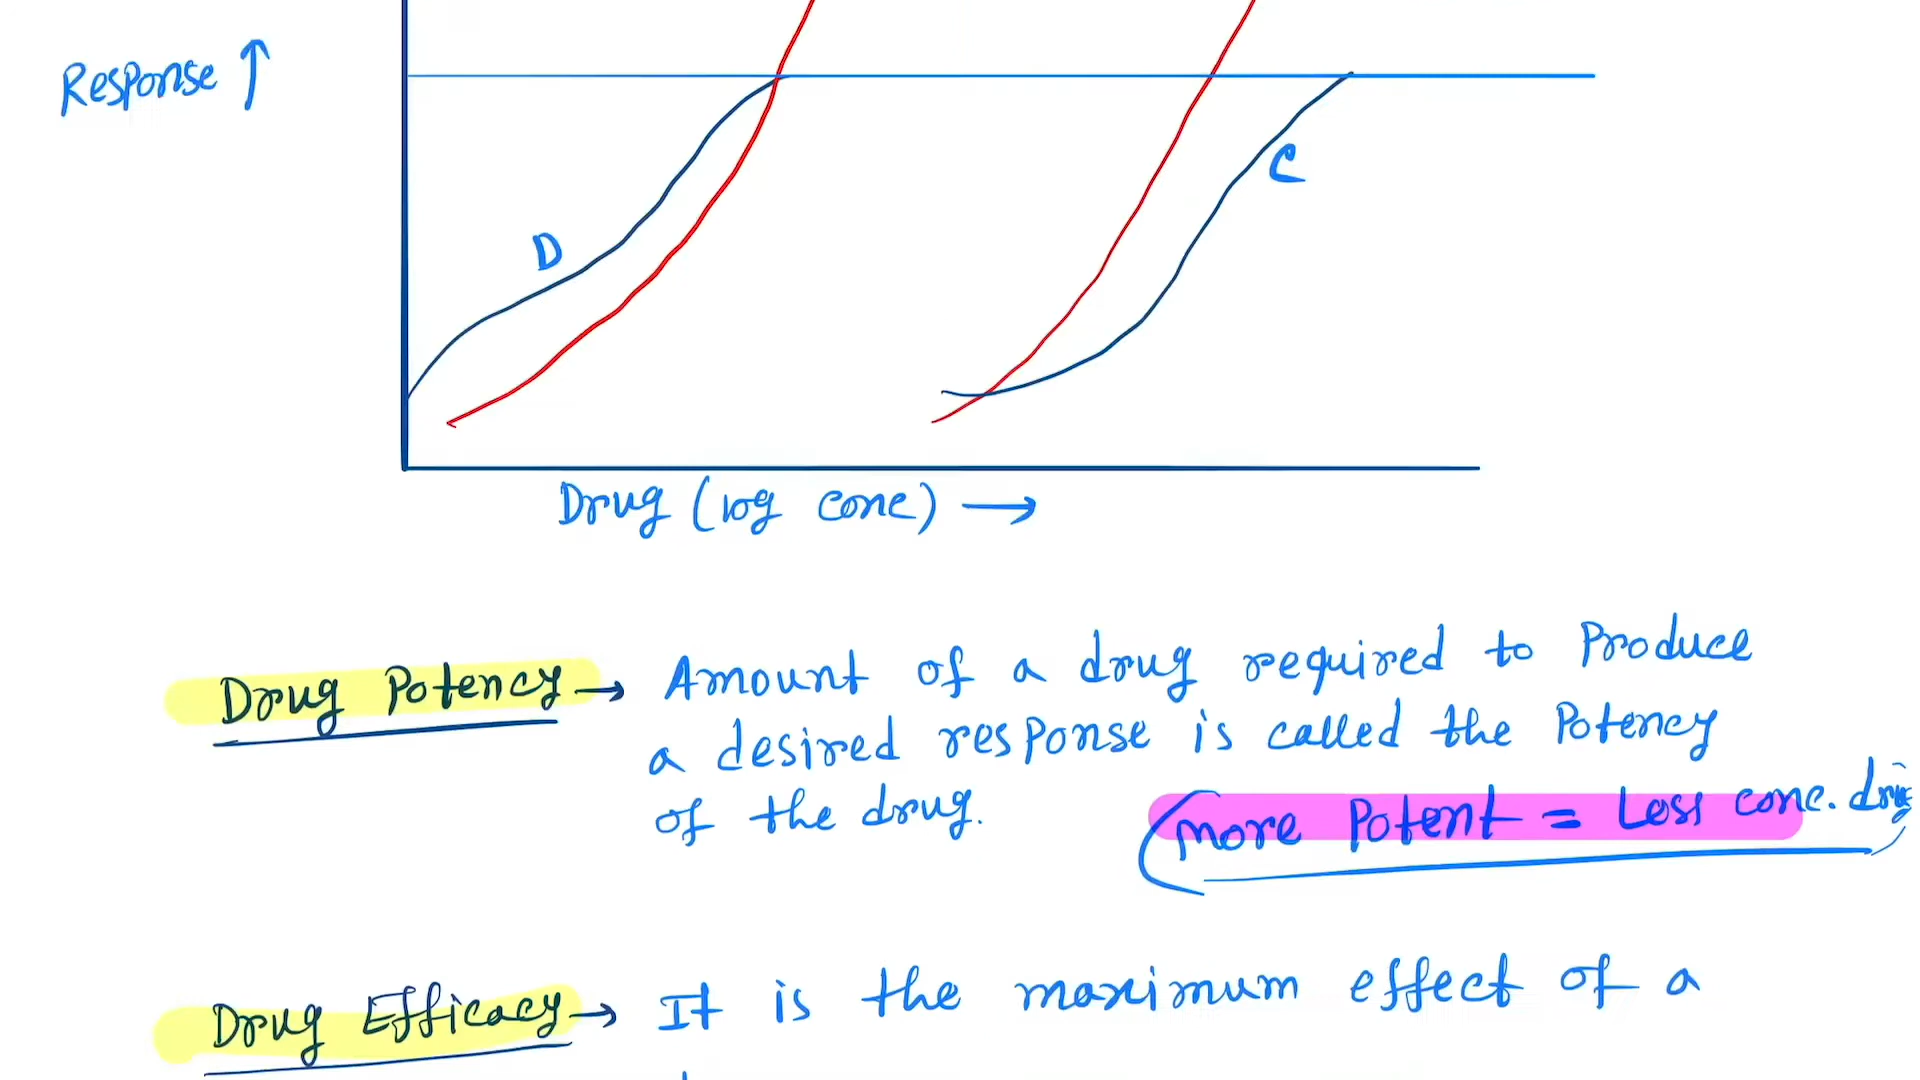 Response ↑
D
C
Drug (log conc) →
Drug Potency → Amount of a drug required to Produce
a desired response is called the Potency
of the drug.
(more Potent = Less conc. drug)
Drug Efficacy → It is the maximum effect of a